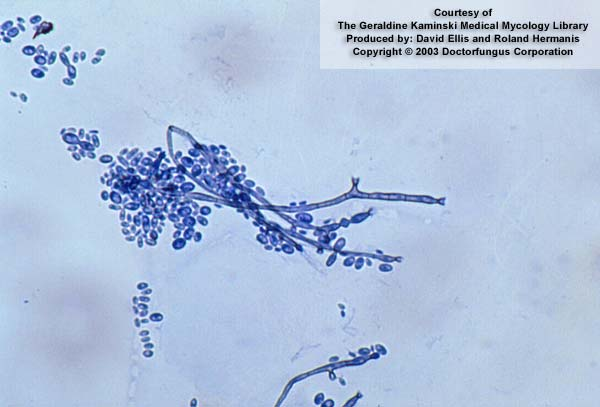 Courtesy of
The Geraldine Kaminski Medical Mycology Library
Produced by: David Ellis and Roland Hermanis
Copyright © 2003 Doctorfungus Corporation